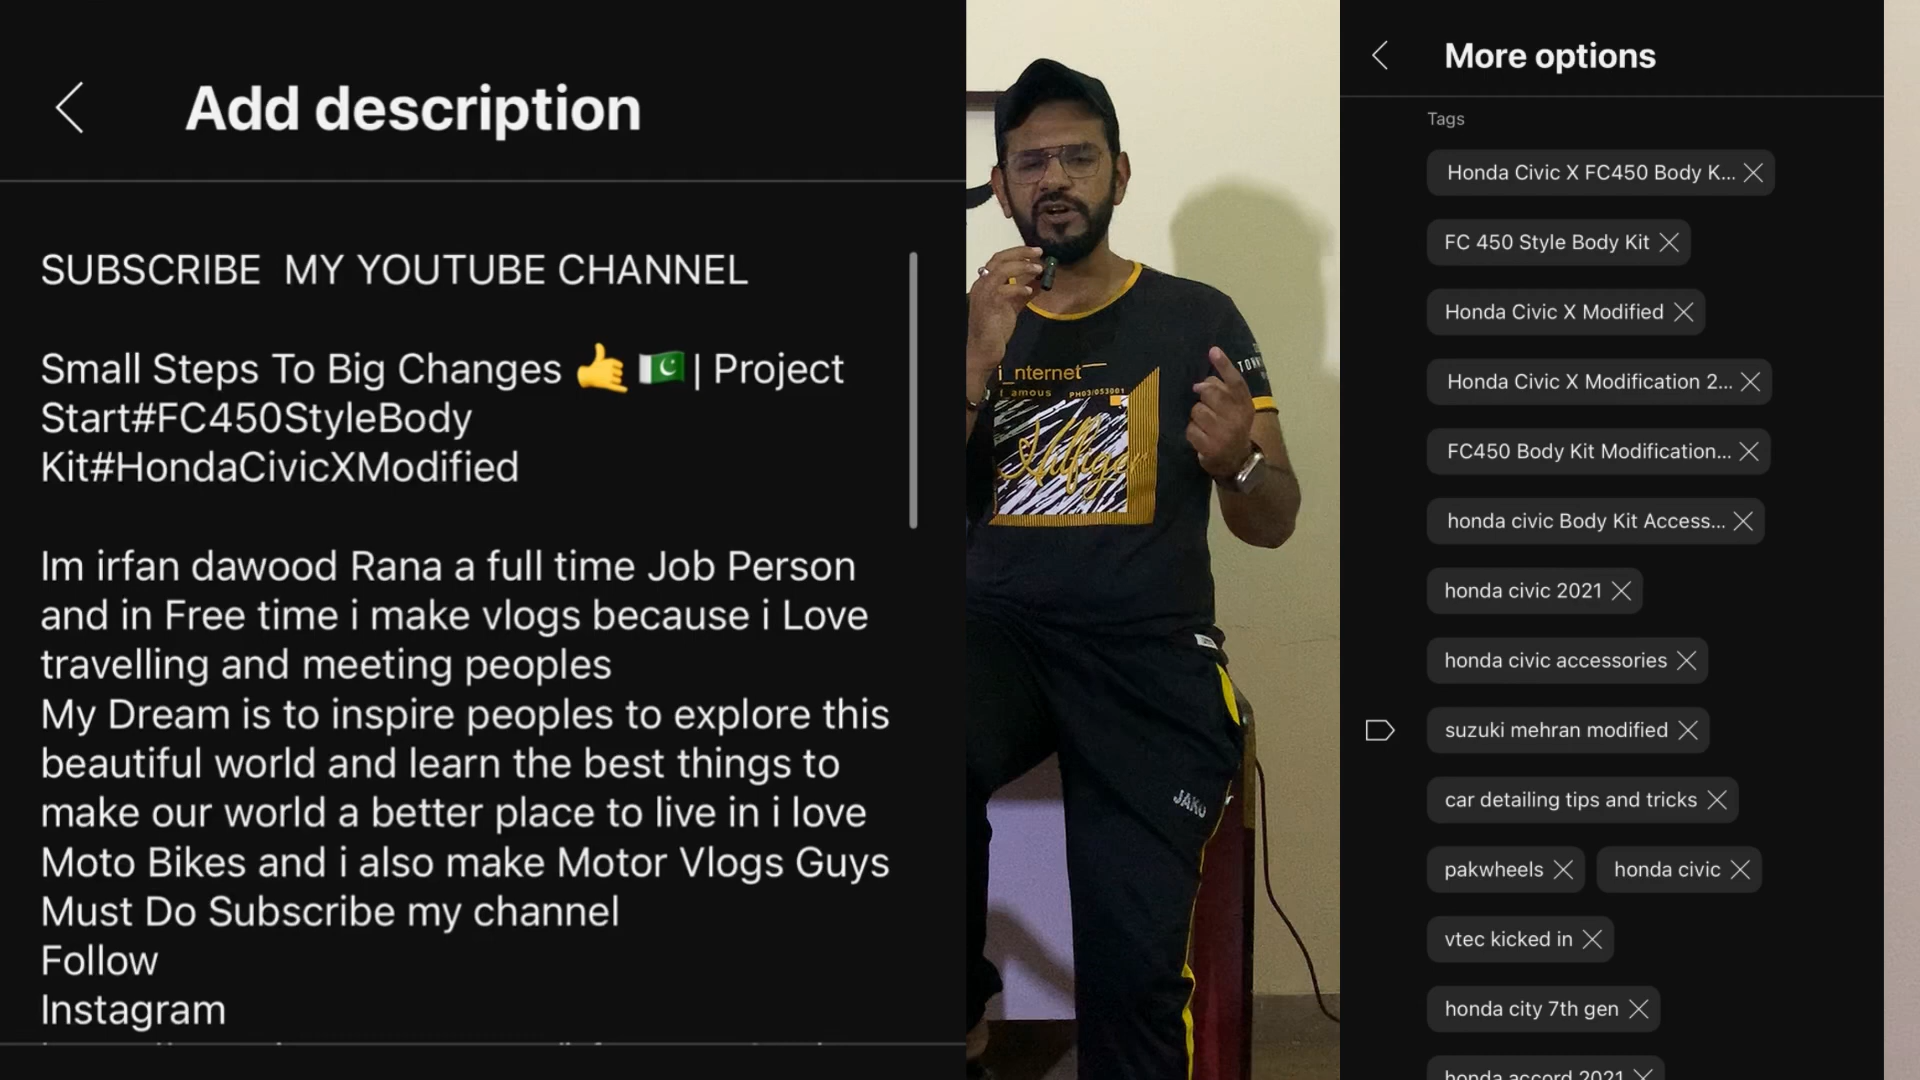 Add description
SUBSCRIBE  MY YOUTUBE CHANNEL
Small Steps To Big Changes 🤙 🇵🇰 | Project
Start#FC450StyleBody
Kit#HondaCivicXModified
Im irfan dawood Rana a full time Job Person
and in Free time i make vlogs because i Love
travelling and meeting peoples
My Dream is to inspire peoples to explore this
beautiful world and learn the best things to
make our world a better place to live in i love
Moto Bikes and i also make Motor Vlogs Guys
Must Do Subscribe my channel
Follow
Instagram
i_nternet
f_amous PH03/053001
Hilfiger
JAKO
More options
Tags
Honda Civic X FC450 Body K...
FC 450 Style Body Kit
Honda Civic X Modified
Honda Civic X Modification 2...
FC450 Body Kit Modification...
honda civic Body Kit Access...
honda civic 2021
honda civic accessories
suzuki mehran modified
car detailing tips and tricks
pakwheels honda civic
vtec kicked in
honda city 7th gen
honda accord 2021